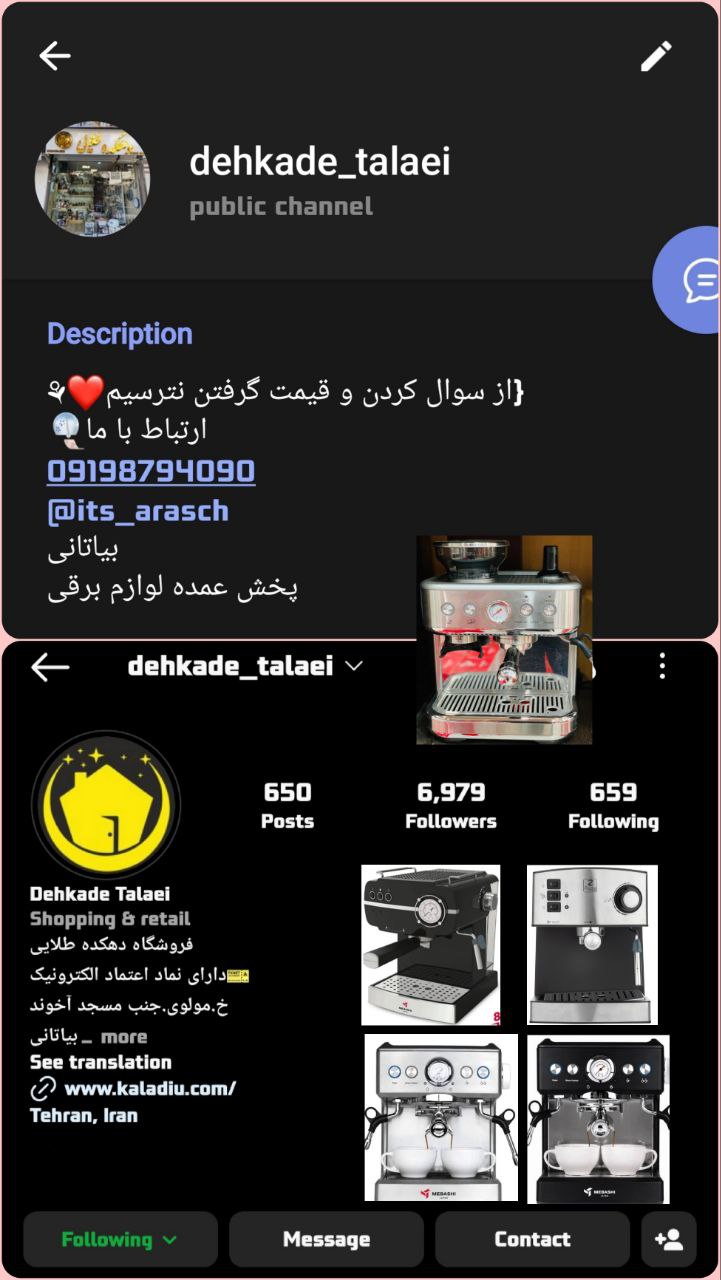 dehkade_talaei
public channel
Description
{از سوال کردن و قیمت گرفتن نترسیم❤️
ارتباط با ما
09198794090
@its_arasch
بیاتانی
پخش عمده لوازم برقی
dehkade_talaei
650
Posts
6,979
Followers
659
Following
Dehkade Talaei
Shopping & retail
فروشگاه دهکده طلایی
دارای نماد اعتماد الکترونیک
خ.مولوی.جنب مسجد آخوند
بیاتانی _ more
See translation
www.kaladiu.com/
Tehran, Iran
MEBASHI
MEBASHI
Following
Message
Contact